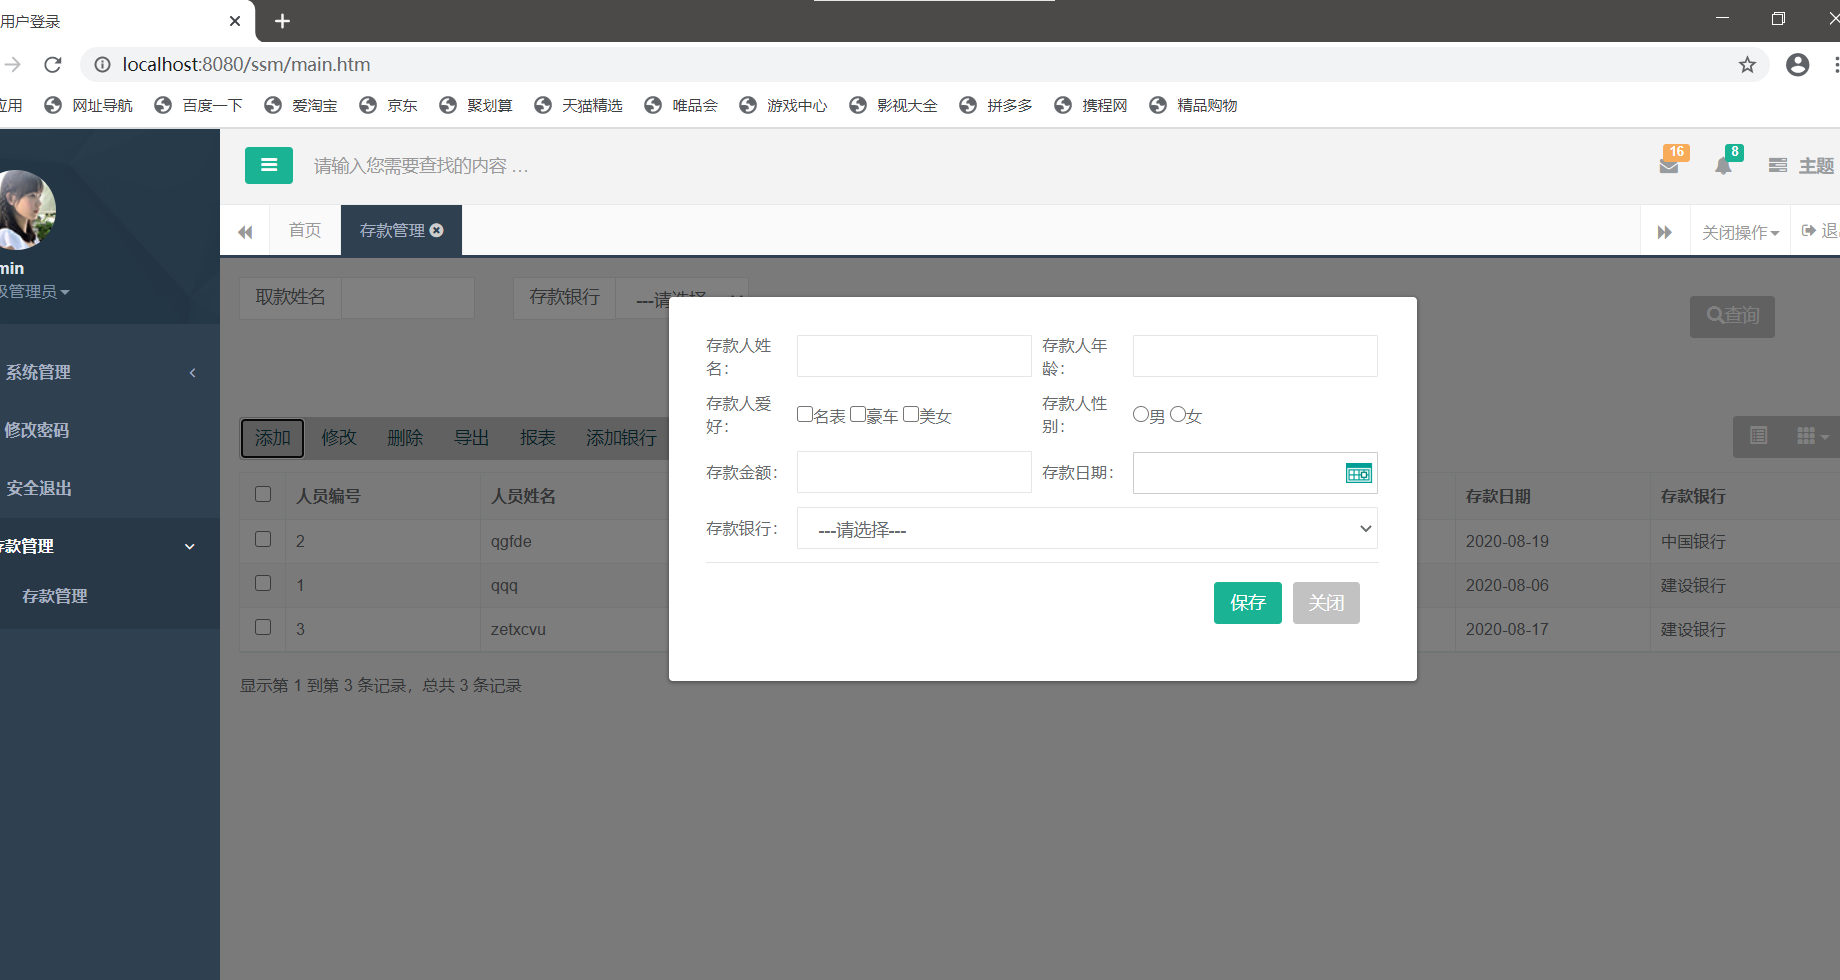 用户登录
localhost:8080/ssm/main.htm
应用 网址导航 百度一下 爱淘宝 京东 聚划算 天猫精选 唯品会 游戏中心 影视大全 拼多多 携程网 精品购物
请输入您需要查找的内容 …
16
8
主题
min
级管理员
首页
存款管理
关闭操作
退出
系统管理
修改密码
安全退出
存款管理
存款管理
取款姓名
存款银行
---请选择
查询
添加 修改 删除 导出 报表 添加银行
人员编号 人员姓名 存款日期 存款银行
2 qgfde 2020-08-19 中国银行
1 qqq 2020-08-06 建设银行
3 zetxcvu 2020-08-17 建设银行
显示第 1 到第 3 条记录，总共 3 条记录
存款人姓
名：
存款人年
龄：
存款人爱
好：
名表 豪车 美女
存款人性
别：
男 女
存款金额：
存款日期：
存款银行：
---请选择---
保存 关闭